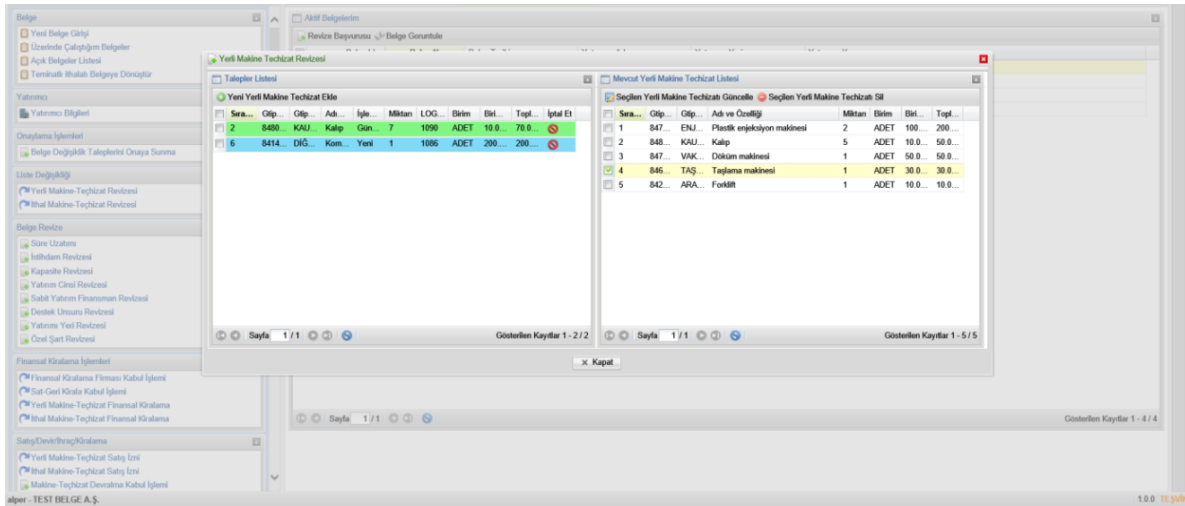 Belge
Yeni Belge Girişi
Üzerinde Çalıştığım Belgeler
Açık Belgeler Listesi
Teminatlı İthalatı Belgeye Dönüştür
Yatırımcı
Yatırımcı Bilgileri
Onaylama İşlemleri
Belge Değişiklik Taleplerini Onaya Sunma
Liste Değişikliği
Yerli Makine-Teçhizat Revizesi
İthal Makine-Teçhizat Revizesi
Belge Revize
Süre Uzatımı
İstihdam Revizesi
Kapasite Revizesi
Yatırım Cinsi Revizesi
Sabit Yatırım Finansman Revizesi
Destek Unsuru Revizesi
Yatırım Yeri Revizesi
Özel Şart Revizesi
Finansal Kiralama İşlemleri
Finansal Kiralama Firması Kabul İşlemi
Sat-Geri Kirala Kabul İşlemi
Yerli Makine-Teçhizat Finansal Kiralama
İthal Makine-Teçhizat Finansal Kiralama
Satış/Devir/İhraç/Kiralama
Yerli Makine-Teçhizat Satış İzni
İthal Makine-Teçhizat Satış İzni
Makine-Teçhizat Devralma Kabul İşlemi
alper - TEST BELGE A.Ş.
Aktif Belgelerim
Revize Başvurusu Belge Goruntule
Yerli Makine Techizat Revizesi
Talepler Listesi
Yeni Yerli Makine Techizat Ekle
Sıra... Gtip... Gtip... Adı... İşle... Miktarı LOG... Birim Biri... Topl... İptal Et
2 8480... KAU... Kalıp Gün... 7 1090 ADET 10.0... 70.0...
6 8414... DİĞ... Kom... Yeni 1 1086 ADET 200.... 200....
Sayfa 1 / 1 Gösterilen Kayıtlar 1 - 2 / 2
Mevcut Yerli Makine Techizat Listesi
Seçilen Yerli Makine Techizatı Güncelle Seçilen Yerli Makine Techizatı Sil
Sıra... Gtip... Gtip... Adı ve Özelliği Miktarı Birim Biri... Topl...
1 847... ENJ... Plastik enjeksiyon makinesi 2 ADET 100.... 200....
2 848... KAU... Kalıp 5 ADET 10.0... 50.0...
3 847... VAK... Döküm makinesi 1 ADET 50.0... 50.0...
4 846... TAŞ... Taşlama makinesi 1 ADET 30.0... 30.0...
5 842... ARA... Forklift 1 ADET 10.0... 10.0...
Sayfa 1 / 1 Gösterilen Kayıtlar 1 - 5 / 5
Kapat
Sayfa 1 / 1 Gösterilen Kayıtlar 1 - 4 / 4
1.0.0